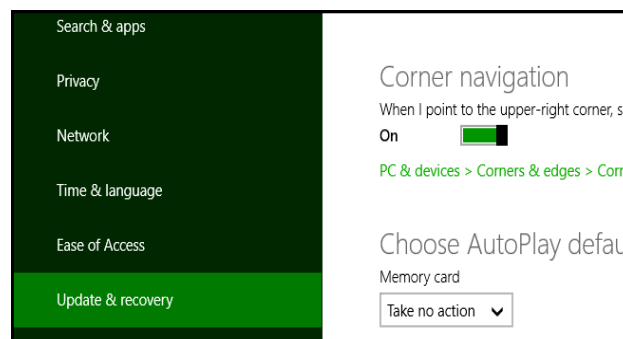 Search & apps
Privacy
Network
Time & language
Ease of Access
Update & recovery
Corner navigation
When I point to the upper-right corner, s
On
PC & devices > Corners & edges > Corr
Choose AutoPlay defau
Memory card
Take no action